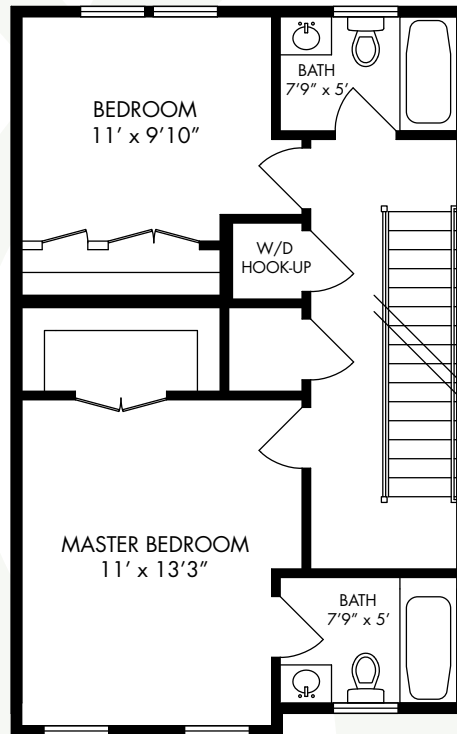 BATH
7’9” x 5’
BEDROOM
11’ x 9’10”
W/D
HOOK-UP
MASTER BEDROOM
11’ x 13’3”
BATH
7’9” x 5’